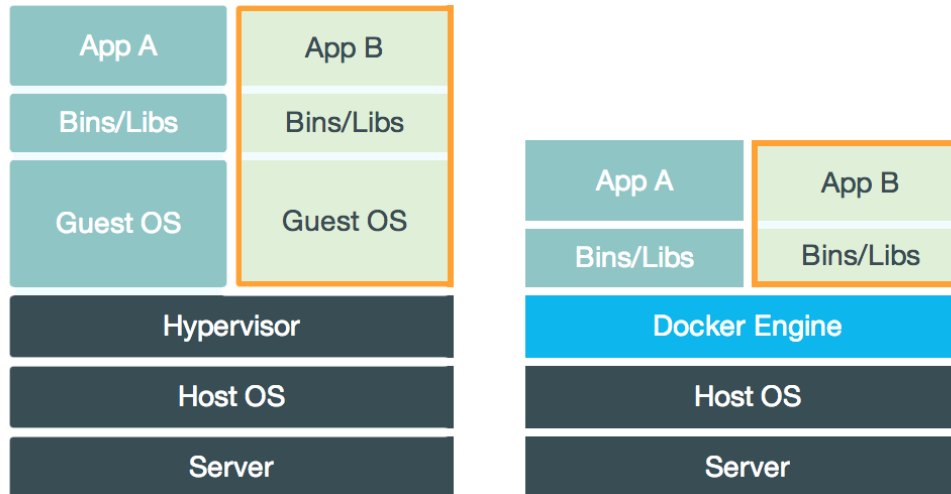 App A
App B
Bins/Libs
Bins/Libs
Guest OS
Guest OS
Hypervisor
Host OS
Server
App A
App B
Bins/Libs
Bins/Libs
Docker Engine
Host OS
Server